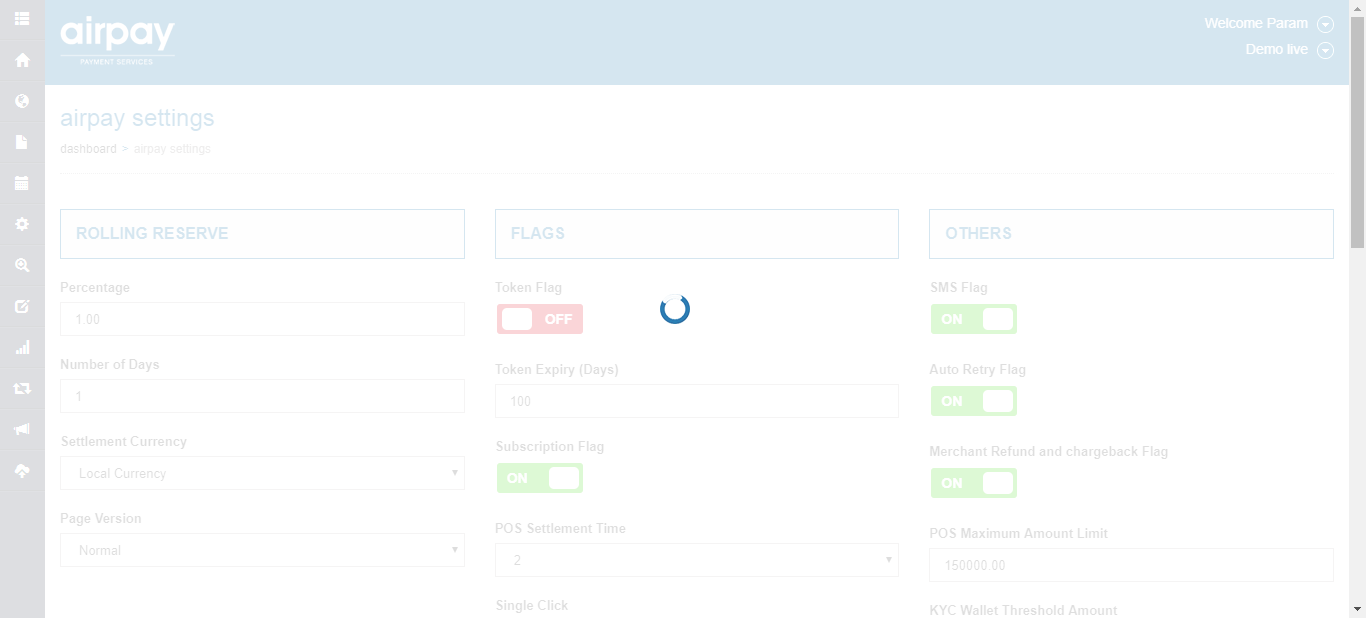 airpay
PAYMENT SERVICES
Welcome Param
Demo live
airpay settings
dashboard > airpay settings
ROLLING RESERVE
Percentage
1.00
Number of Days
1
Settlement Currency
Local Currency
Page Version
Normal
FLAGS
Token Flag
OFF
Token Expiry (Days)
100
Subscription Flag
ON
POS Settlement Time
2
Single Click
OTHERS
SMS Flag
ON
Auto Retry Flag
ON
Merchant Refund and chargeback Flag
ON
POS Maximum Amount Limit
150000.00
KYC Wallet Threshold Amount